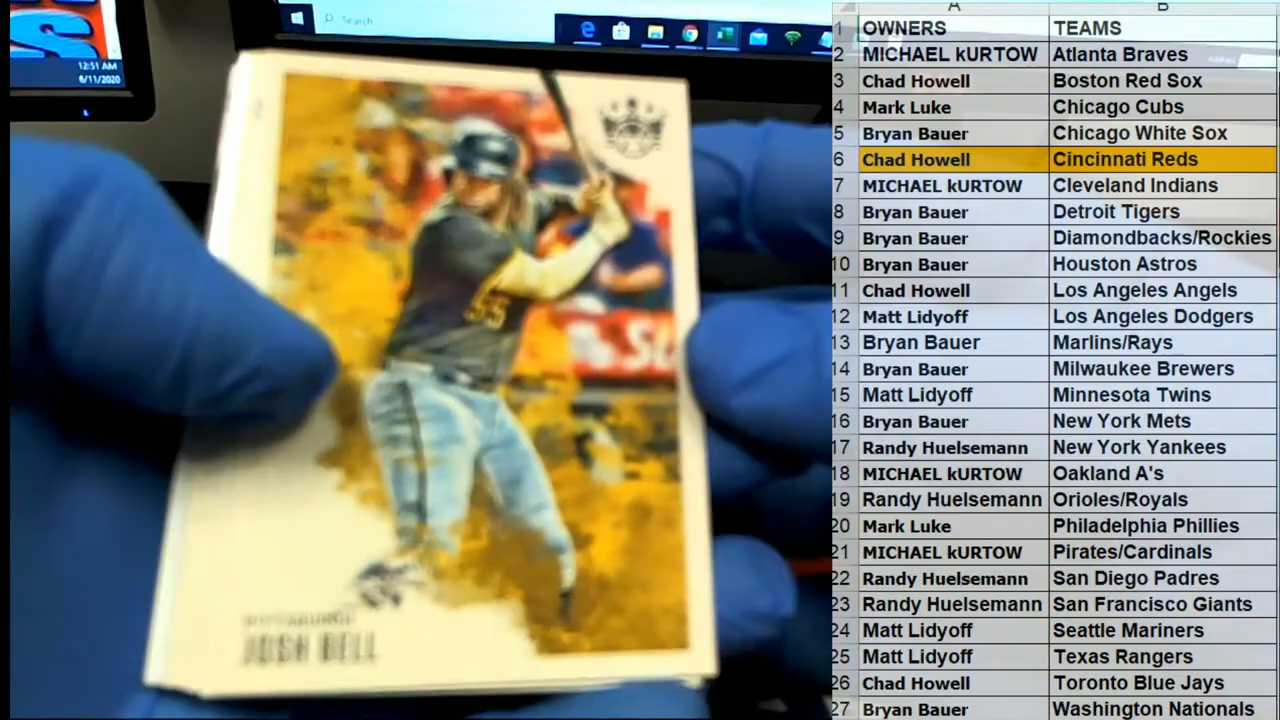 S
12:51 AM
6/11/2020
Search
55
PITTSBURGH
JOSH BELL
A B
1 OWNERS TEAMS
2 MICHAEL kURTOW Atlanta Braves
3 Chad Howell Boston Red Sox
4 Mark Luke Chicago Cubs
5 Bryan Bauer Chicago White Sox
6 Chad Howell Cincinnati Reds
7 MICHAEL kURTOW Cleveland Indians
8 Bryan Bauer Detroit Tigers
9 Bryan Bauer Diamondbacks/Rockies
10 Bryan Bauer Houston Astros
11 Chad Howell Los Angeles Angels
12 Matt Lidyoff Los Angeles Dodgers
13 Bryan Bauer Marlins/Rays
14 Bryan Bauer Milwaukee Brewers
15 Matt Lidyoff Minnesota Twins
16 Bryan Bauer New York Mets
17 Randy Huelsemann New York Yankees
18 MICHAEL kURTOW Oakland A's
19 Randy Huelsemann Orioles/Royals
20 Mark Luke Philadelphia Phillies
21 MICHAEL kURTOW Pirates/Cardinals
22 Randy Huelsemann San Diego Padres
23 Randy Huelsemann San Francisco Giants
24 Matt Lidyoff Seattle Mariners
25 Matt Lidyoff Texas Rangers
26 Chad Howell Toronto Blue Jays
27 Bryan Bauer Washington Nationals